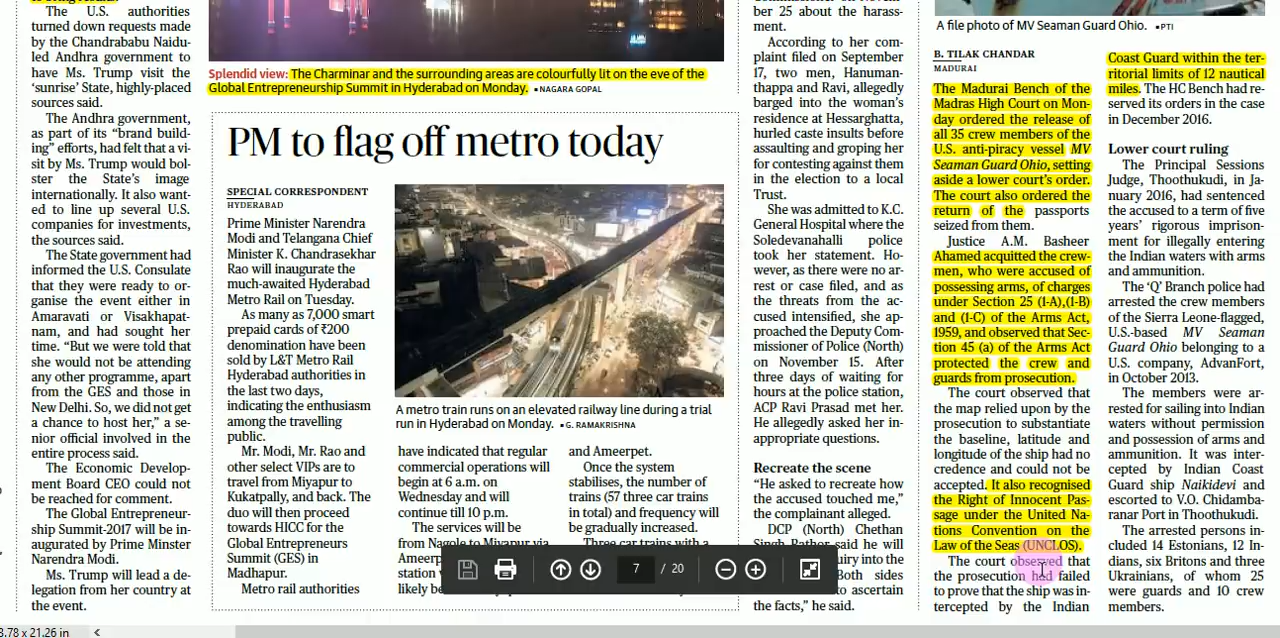 to bring results.
The U.S. authorities
turned down requests made
by the Chandrababu Naidu-
led Andhra government to
have Ms. Trump visit the
‘sunrise’ State, highly-placed
sources said.
The Andhra government,
as part of its “brand build-
ing” efforts, had felt that a vi-
sit by Ms. Trump would bol-
ster the State’s image
internationally. It also want-
ed to line up several U.S.
companies for investments,
the sources said.
The State government had
informed the U.S. Consulate
that they were ready to or-
ganise the event either in
Amaravati or Visakhapat-
nam, and had sought her
time. “But we were told that
she would not be attending
any other programme, apart
from the GES and those in
New Delhi. So, we did not get
a chance to host her,” a se-
nior official involved in the
entire process said.
The Economic Develop-
ment Board CEO could not
be reached for comment.
The Global Entrepreneur-
ship Summit-2017 will be in-
augurated by Prime Minster
Narendra Modi.
Ms. Trump will lead a de-
legation from her country at
the event.
Splendid view: The Charminar and the surrounding areas are colourfully lit on the eve of the
Global Entrepreneurship Summit in Hyderabad on Monday. ▪ NAGARA GOPAL
PM to flag off metro today
SPECIAL CORRESPONDENT
HYDERABAD
Prime Minister Narendra
Modi and Telangana Chief
Minister K. Chandrasekhar
Rao will inaugurate the
much-awaited Hyderabad
Metro Rail on Tuesday.
As many as 7,000 smart
prepaid cards of ₹200
denomination have been
sold by L&T Metro Rail
Hyderabad authorities in
the last two days,
indicating the enthusiasm
among the travelling
public.
Mr. Modi, Mr. Rao and
other select VIPs are to
travel from Miyapur to
Kukatpally, and back. The
duo will then proceed
towards HICC for the
Global Entrepreneurs
Summit (GES) in
Madhapur.
Metro rail authorities
A metro train runs on an elevated railway line during a trial
run in Hyderabad on Monday. ▪ G. RAMAKRISHNA
have indicated that regular
commercial operations will
begin at 6 a.m. on
Wednesday and will
continue till 10 p.m.
The services will be
from Nagole to Miyapur via
Ameerp
station
likely be
and Ameerpet.
Once the system
stabilises, the number of
trains (57 three car trains
in total) and frequency will
be gradually increased.
Three car trains with a
ber 25 about the harass-
ment.
According to her com-
plaint filed on September
17, two men, Hanuman-
thappa and Ravi, allegedly
barged into the woman’s
residence at Hessarghatta,
hurled caste insults before
assaulting and groping her
for contesting against them
in the election to a local
Trust.
She was admitted to K.C.
General Hospital where the
Soledevanahalli police
took her statement. Ho-
wever, as there were no ar-
rest or case filed, and as
the threats from the ac-
cused intensified, she ap-
proached the Deputy Com-
missioner of Police (North)
on November 15. After
three days of waiting for
hours at the police station,
ACP Ravi Prasad met her.
He allegedly asked her in-
appropriate questions.
Recreate the scene
“He asked to recreate how
the accused touched me,”
the complainant alleged.
DCP (North) Chethan
Singh Rathor said he will
uiry into the
Both sides
to ascertain
the facts,” he said.
A file photo of MV Seaman Guard Ohio. ▪ PTI
B. TILAK CHANDAR
MADURAI
The Madurai Bench of the
Madras High Court on Mon-
day ordered the release of
all 35 crew members of the
U.S. anti-piracy vessel MV
Seaman Guard Ohio, setting
aside a lower court’s order.
The court also ordered the
return of the passports
seized from them.
Justice A.M. Basheer
Ahamed acquitted the crew-
men, who were accused of
possessing arms, of charges
under Section 25 (1-A),(1-B)
and (1-C) of the Arms Act,
1959, and observed that Sec-
tion 45 (a) of the Arms Act
protected the crew and
guards from prosecution.
The court observed that
the map relied upon by the
prosecution to substantiate
the baseline, latitude and
longitude of the ship had no
credence and could not be
accepted. It also recognised
the Right of Innocent Pas-
sage under the United Na-
tions Convention on the
Law of the Seas (UNCLOS).
The court observed that
the prosecution had failed
to prove that the ship was in-
tercepted by the Indian
Coast Guard within the ter-
ritorial limits of 12 nautical
miles. The HC Bench had re-
served its orders in the case
in December 2016.
Lower court ruling
The Principal Sessions
Judge, Thoothukudi, in Ja-
nuary 2016, had sentenced
the accused to a term of five
years’ rigorous imprison-
ment for illegally entering
the Indian waters with arms
and ammunition.
The ‘Q’ Branch police had
arrested the crew members
of the Sierra Leone-flagged,
U.S.-based MV Seaman
Guard Ohio belonging to a
U.S. company, AdvanFort,
in October 2013.
The members were ar-
rested for sailing into Indian
waters without permission
and possession of arms and
ammunition. It was inter-
cepted by Indian Coast
Guard ship Naikidevi and
escorted to V.O. Chidamba-
ranar Port in Thoothukudi.
The arrested persons in-
cluded 14 Estonians, 12 In-
dians, six Britons and three
Ukrainians, of whom 25
were guards and 10 crew
members.
7 / 20
8.78 x 21.26 in